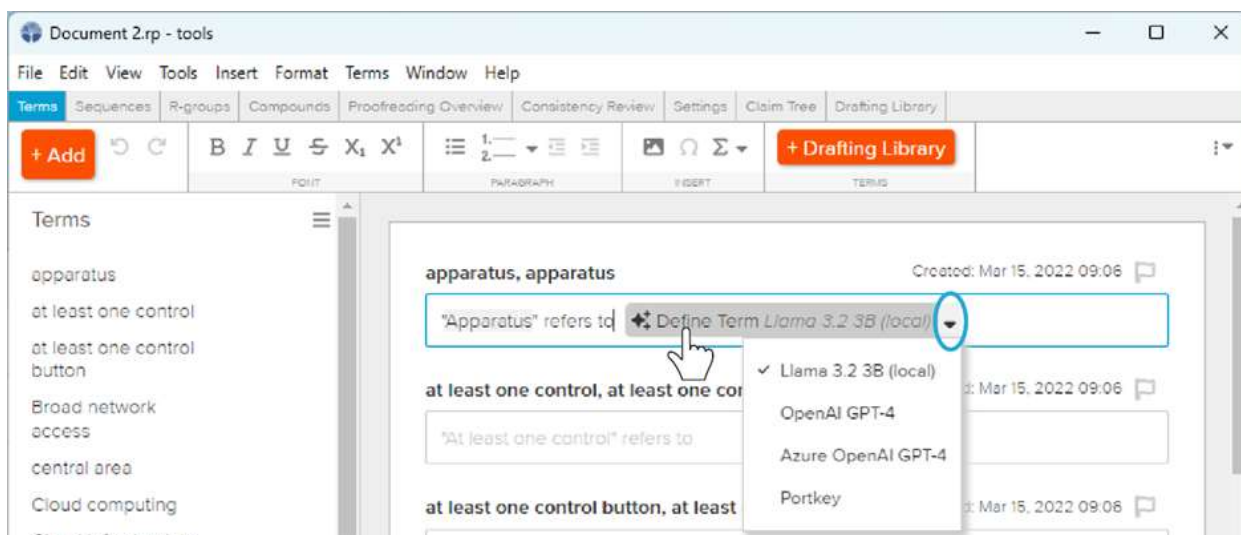 Document 2.rp - tools
File Edit View Tools Insert Format Terms Window Help
Terms Sequences R-groups Compounds Proofreading Overview Consistency Review Settings Claim Tree Drafting Library
+ Add B I U S X₁ X¹ 1. 2. Ω Σ + Drafting Library
FONT PARAGRAPH INSERT TERMS
Terms
apparatus
at least one control
at least one control
button
Broad network
access
central area
Cloud computing
apparatus, apparatus Created: Mar 15, 2022 09:06
"Apparatus" refers to Define Term Llama 3.2 3B (local)
Llama 3.2 3B (local)
OpenAI GPT-4
Azure OpenAI GPT-4
Portkey
at least one control, at least one cor d: Mar 15, 2022 09:06
"At least one control" refers to
at least one control button, at least d: Mar 15, 2022 09:06